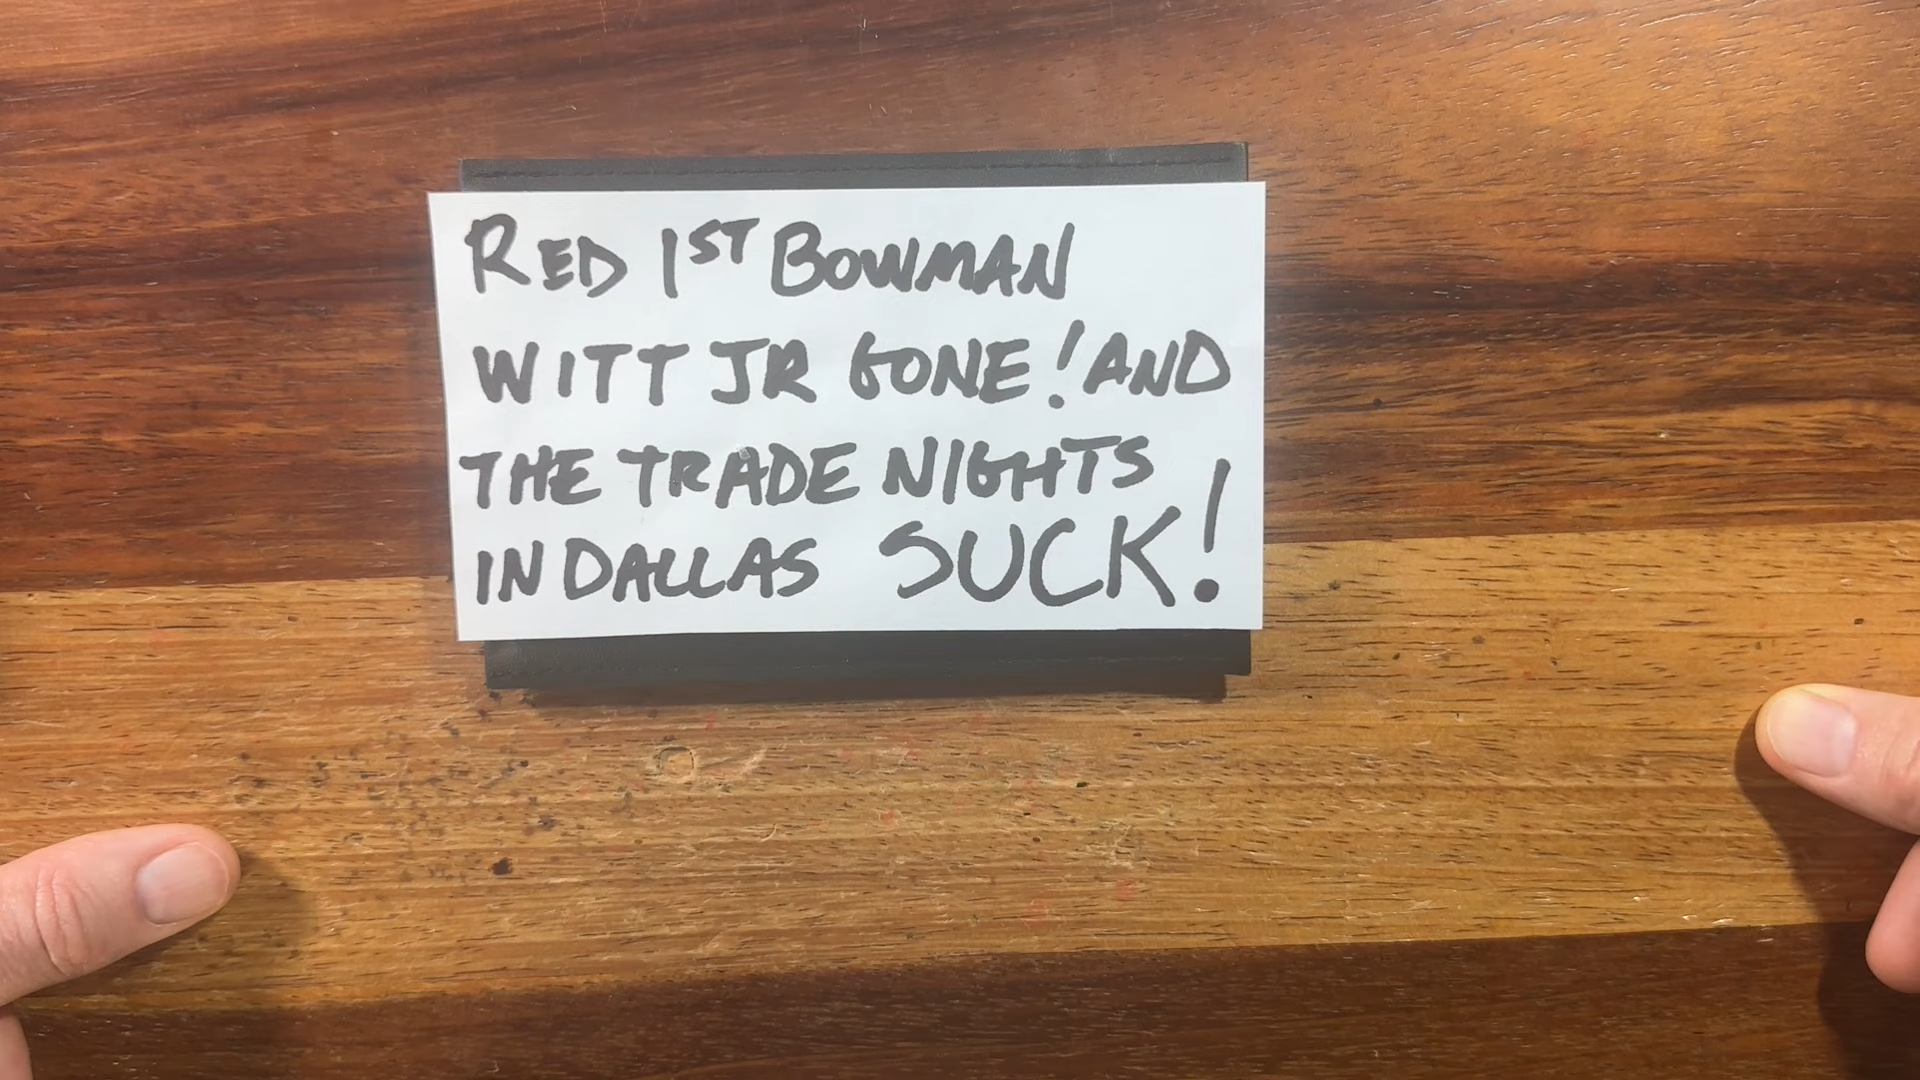 RED 1ST BOWMAN
WITT JR GONE! AND
THE TRADE NIGHTS
IN DALLAS SUCK!